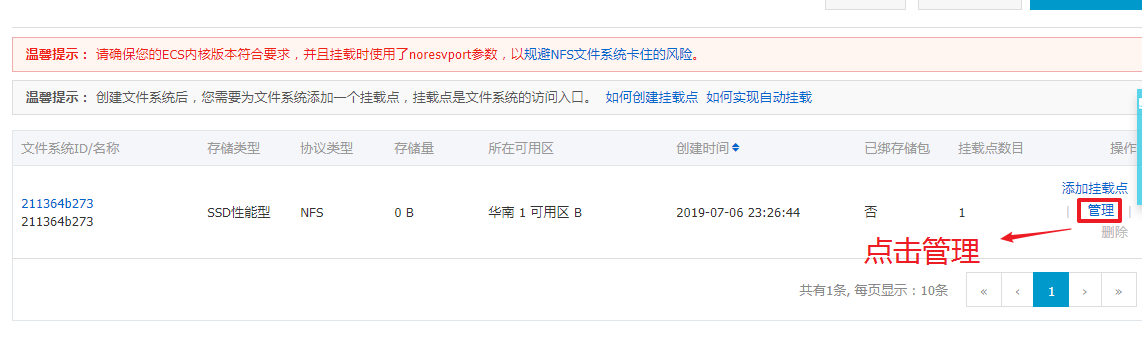 温馨提示： 请确保您的ECS内核版本符合要求，并且挂载时使用了noresvport参数，以规避NFS文件系统卡住的风险。
温馨提示： 创建文件系统后，您需要为文件系统添加一个挂载点，挂载点是文件系统的访问入口。 如何创建挂载点 如何实现自动挂载
文件系统ID/名称 存储类型 协议类型 存储量 所在可用区 创建时间 已绑存储包 挂载点数目 操作
211364b273
211364b273 SSD性能型 NFS 0 B 华南 1 可用区 B 2019-07-06 23:26:44 否 1
添加挂载点
| 管理 |
删除
点击管理
共有1条, 每页显示：10条 « ‹ 1 › »